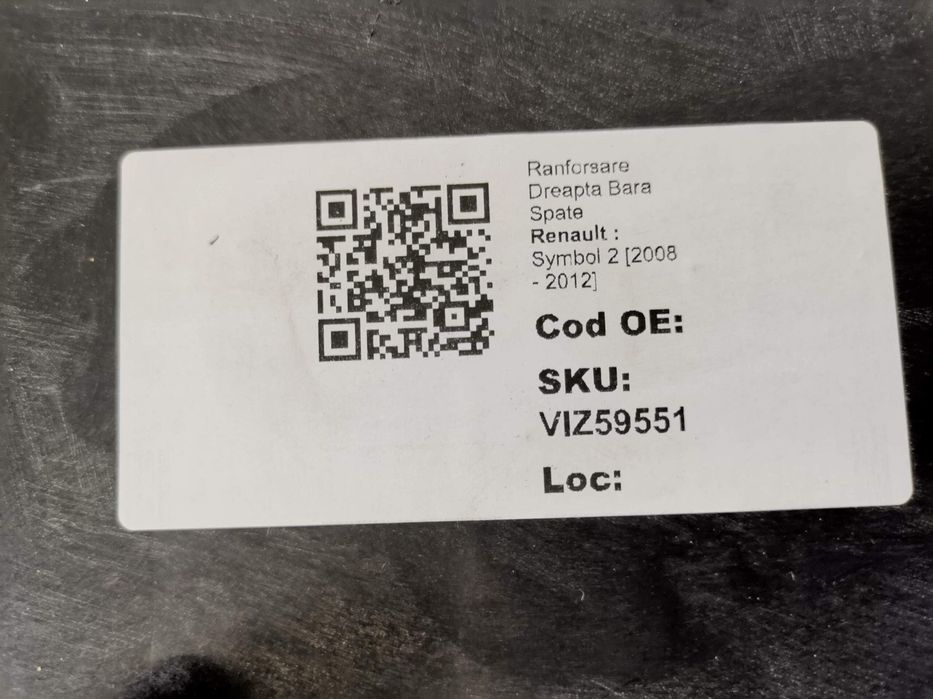 Ranforsare
Dreapta Bara
Spate
Renault :
Symbol 2 [2008
- 2012]
Cod OE:
SKU:
VIZ59551
Loc: